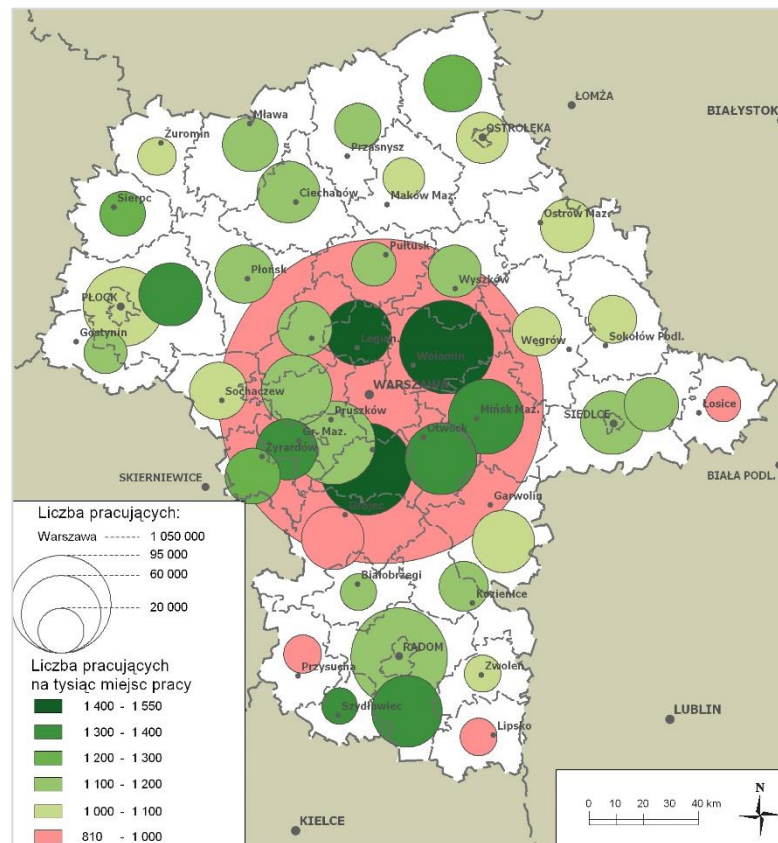 ŁOMŻA
BIAŁYSTOK
OSTROŁĘKA
Mława
Żuromin
Przasnysz
Ciechanów
Maków Maz.
Sierpc
Ostrów Maz.
Pułtusk
Płońsk
Wyszków
PŁOCK
Gostynin
Legion.
Węgrów
Sokołów Podl.
Wołomin
WARSZAWA
Sochaczew
Łosice
Mińsk Maz.
SIEDLCE
Pruszków
Otwock
Gr. Maz.
Żyrardów
BIAŁA PODL.
SKIERNIEWICE
Garwolin
Grójec
Białobrzegi
Kozienice
RADOM
Przysucha
Zwoleń
Szydłowiec
LUBLIN
Lipsko
KIELCE
Liczba pracujących:
Warszawa 1 050 000
95 000
60 000
20 000
Liczba pracujących
na tysiąc miejsc pracy
1 400 - 1 550
1 300 - 1 400
1 200 - 1 300
1 100 - 1 200
1 000 - 1 100
810 - 1 000
N
0 10 20 40 km